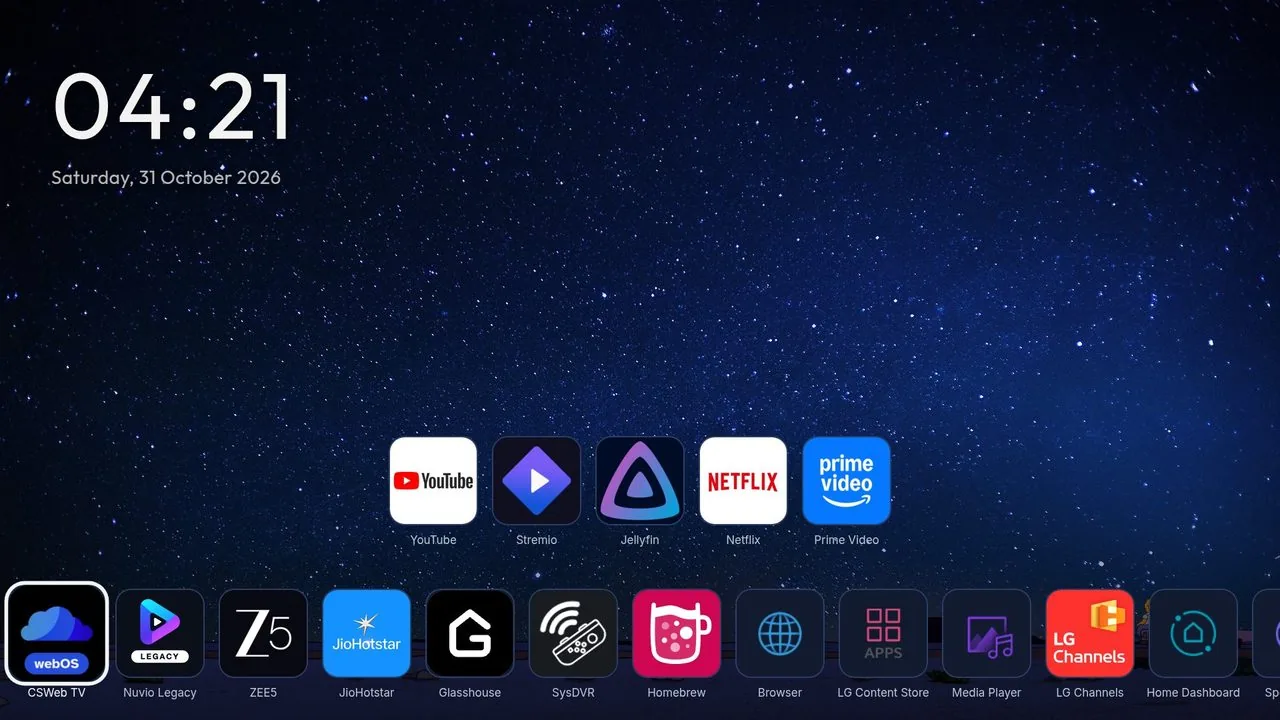 04:21
Saturday, 31 October 2026
YouTube
NETFLIX
prime
video
YouTube
Stremio
Jellyfin
Netflix
Prime Video
webOS
LEGACY
Z5
JioHotstar
G
APPS
LG
Channels
CSWeb TV
Nuvio Legacy
ZEE5
JioHotstar
Glasshouse
SysDVR
Homebrew
Browser
LG Content Store
Media Player
LG Channels
Home Dashboard
Sp